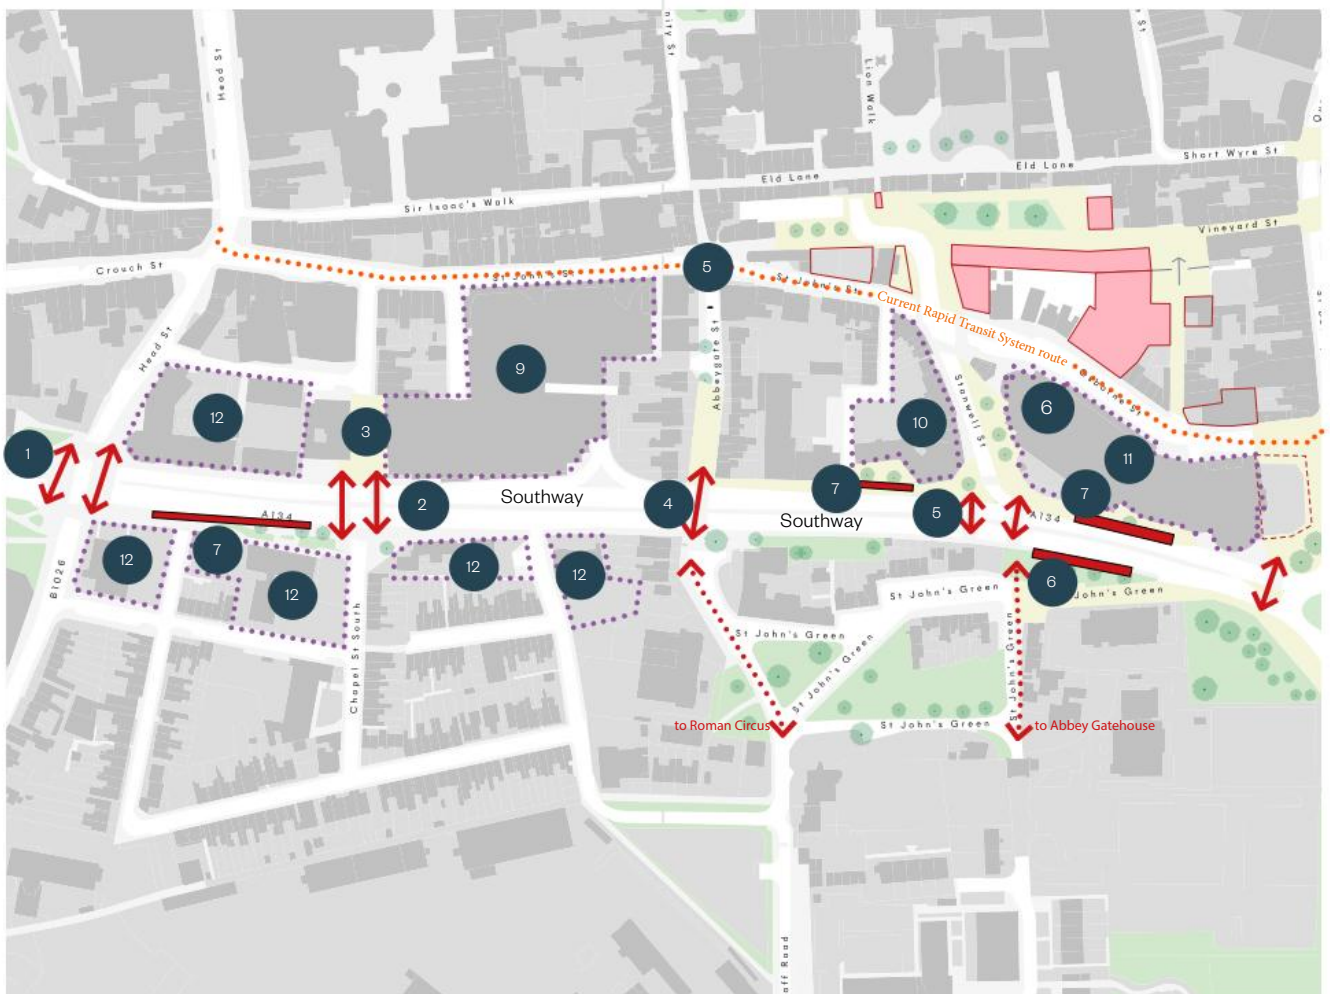 Head St
Lion Walk
Eld Lane
Short Wyre St
Eld Lane
Sir Isaac's Walk
Vineyard St
Crouch St
5
St John's St
St John's St
Current Rapid Transit System route
Osborne St
Head St
Abbeygate St
Stanwell St
9
12
3
10
6
11
1
2
Southway
4
7
Southway
5
7
A134
A134
12
7
12
12
12
6
B1026
Chapel St South
St John's Green
John's Green
St John's Green
St John's Green
St John's Green
St John's Green
to Roman Circus
to Abbey Gatehouse